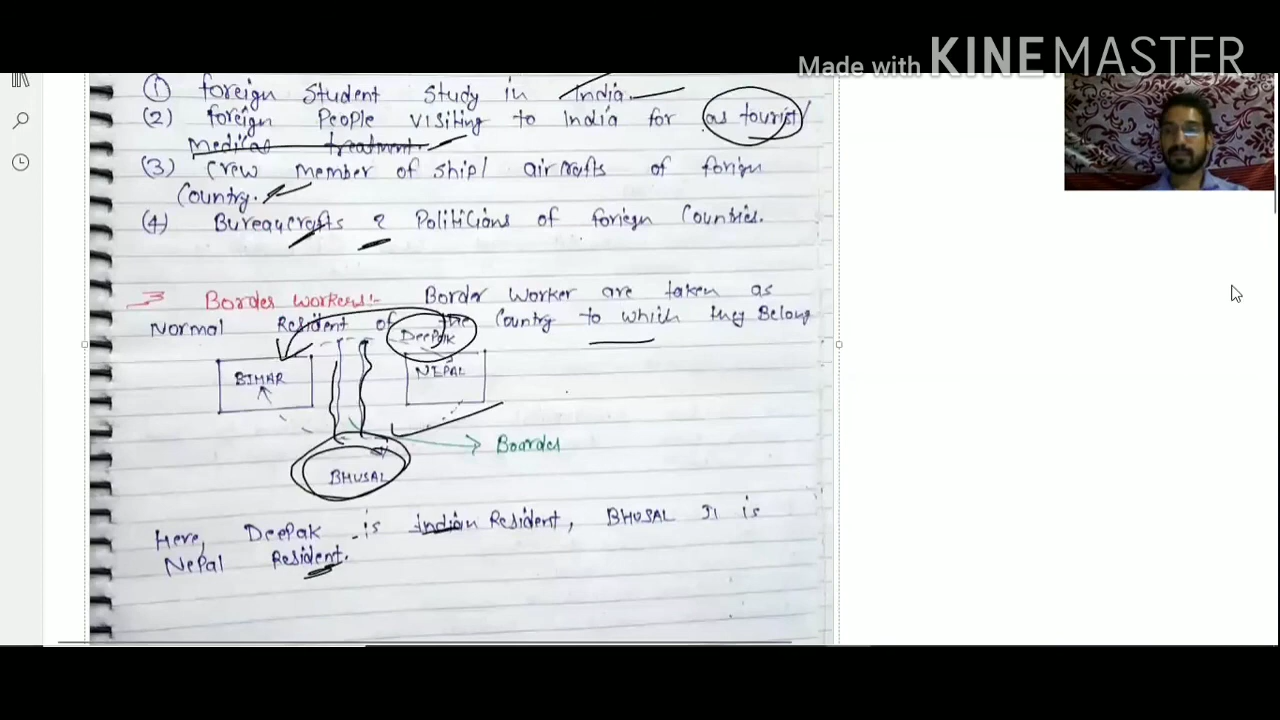 Made with KINEMASTER
(1) foreign Student Study in India.
(2) foreign People visiting to India for as tourist/
Medical treatment
(3) Crew member of ship/ aircrafts of forign
Country.
(4) Bureaucrafts & Politicians of foriegn Countries.
3 Border workers:- Border Worker are taken as
Normal Resident of the Country to which they Belong
Deepak
BIHAR NEPAL
Boarder
BHUSAL
Here, Deepak is Indian Resident, BHUSAL JI is
Nepal Resident.